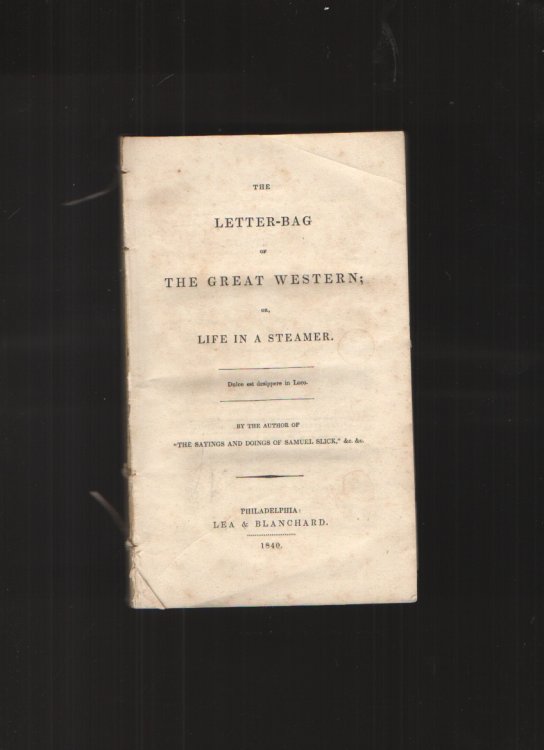 THE
LETTER-BAG
OF
THE GREAT WESTERN;
OR,
LIFE IN A STEAMER.
Dulce est desippere in Loco.
BY THE AUTHOR OF
"THE SAYINGS AND DOINGS OF SAMUEL SLICK," &c. &c.
PHILADELPHIA:
LEA & BLANCHARD.
1840.